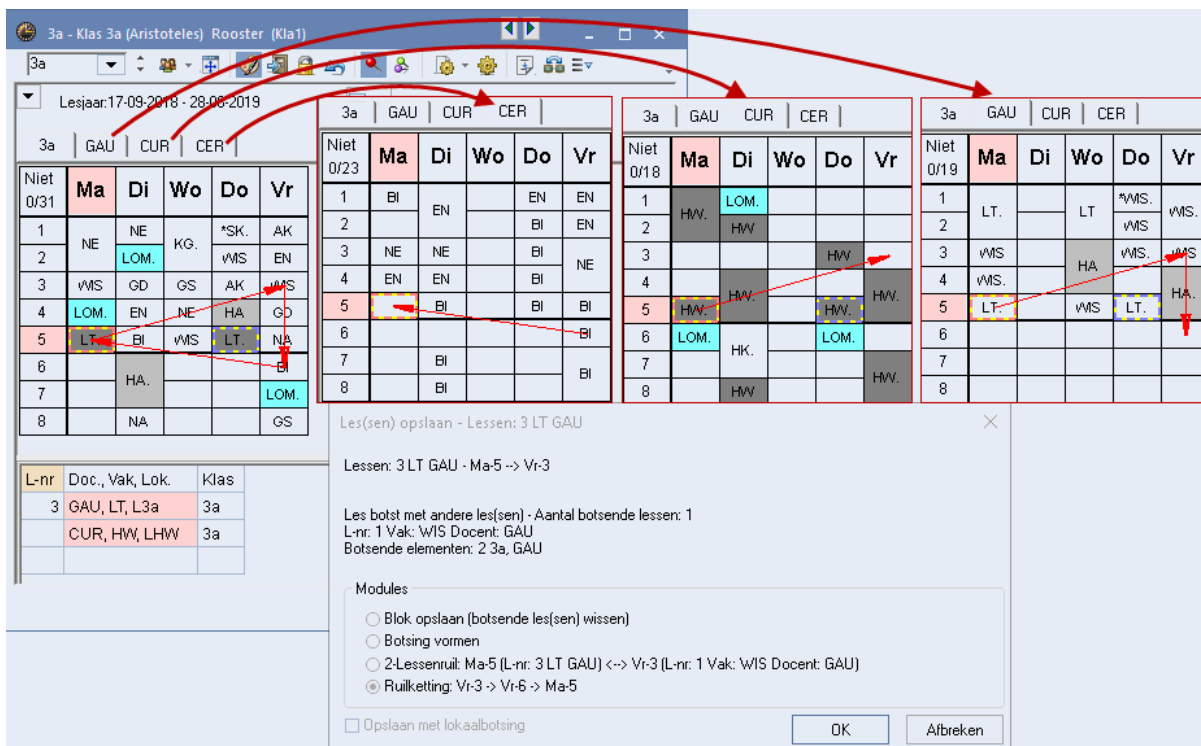 3a - Klas 3a (Aristoteles) Rooster (Kla1)
3a
Lesjaar:17-09-2018 - 28-08-2019
3a GAU CUR CER
Niet 0/31 Ma Di Wo Do Vr
1 NE NE KG. *SK. AK
2 LOM. WIS EN
3 WIS GD GS AK WIS
4 LOM. EN NE HA GD
5 LT. BI WIS LT. NA
6 HA. BI
7 LOM.
8 NA GS
3a GAU CUR CER
Niet 0/23 Ma Di Wo Do Vr
1 BI EN EN EN
2 BI EN
3 NE NE BI NE
4 EN EN BI
5 BI BI BI
6 BI
7 BI BI
8 BI
3a GAU CUR CER
Niet 0/18 Ma Di Wo Do Vr
1 HW. LOM.
2 HW
3 HW
4 HW. HW.
5 HW. HW.
6 LOM. HK. LOM.
7 HW.
8 HW
3a GAU CUR CER
Niet 0/19 Ma Di Wo Do Vr
1 LT. LT *WIS. WIS.
2 WIS
3 WIS HA WIS. WIS
4 WIS. HA.
5 LT. WIS LT.
6
7
8
L-nr Doc., Vak, Lok. Klas
3 GAU, LT, L3a 3a
CUR, HW, LHW 3a
Les(sen) opslaan - Lessen: 3 LT GAU
Lessen: 3 LT GAU - Ma-5 --> Vr-3
Les botst met andere les(sen) - Aantal botsende lessen: 1
L-nr: 1 Vak: WIS Docent: GAU
Botsende elementen: 2 3a, GAU
Modules
Blok opslaan (botsende les(sen) wissen)
Botsing vormen
2-Lessenruil: Ma-5 (L-nr: 3 LT GAU) <--> Vr-3 (L-nr: 1 Vak: WIS Docent: GAU)
Ruilketting: Vr-3 -> Vr-6 -> Ma-5
Opslaan met lokaalbotsing
OK Afbreken